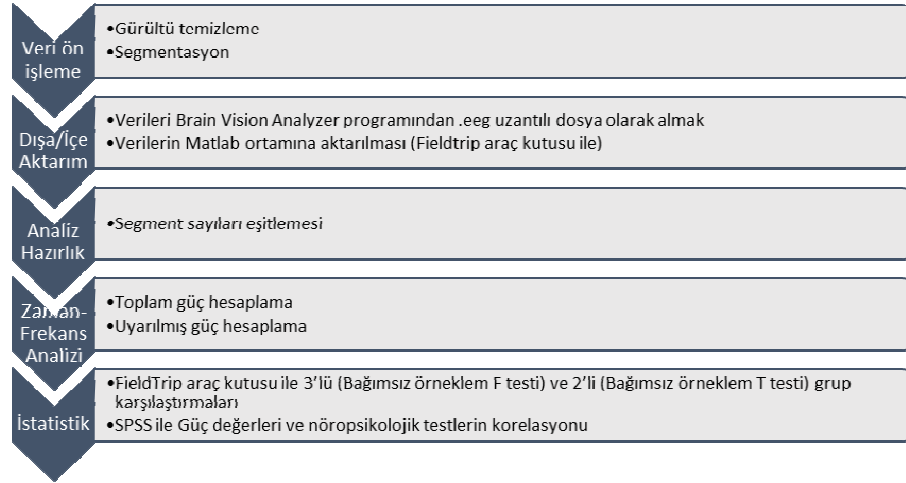 Veri ön
işleme
•Gürültü temizleme
•Segmentasyon
Dışa/İçe
Aktarım
•Verileri Brain Vision Analyzer programından .eeg uzantılı dosya olarak almak
•Verilerin Matlab ortamına aktarılması (Fieldtrip araç kutusu ile)
Analiz
Hazırlık
•Segment sayıları eşitlemesi
Zaman-
Frekans
Analizi
•Toplam güç hesaplama
•Uyarılmış güç hesaplama
İstatistik
•FieldTrip araç kutusu ile 3’lü (Bağımsız örneklem F testi) ve 2’li (Bağımsız örneklem T testi) grup
karşılaştırmaları
•SPSS ile Güç değerleri ve nöropsikolojik testlerin korelasyonu